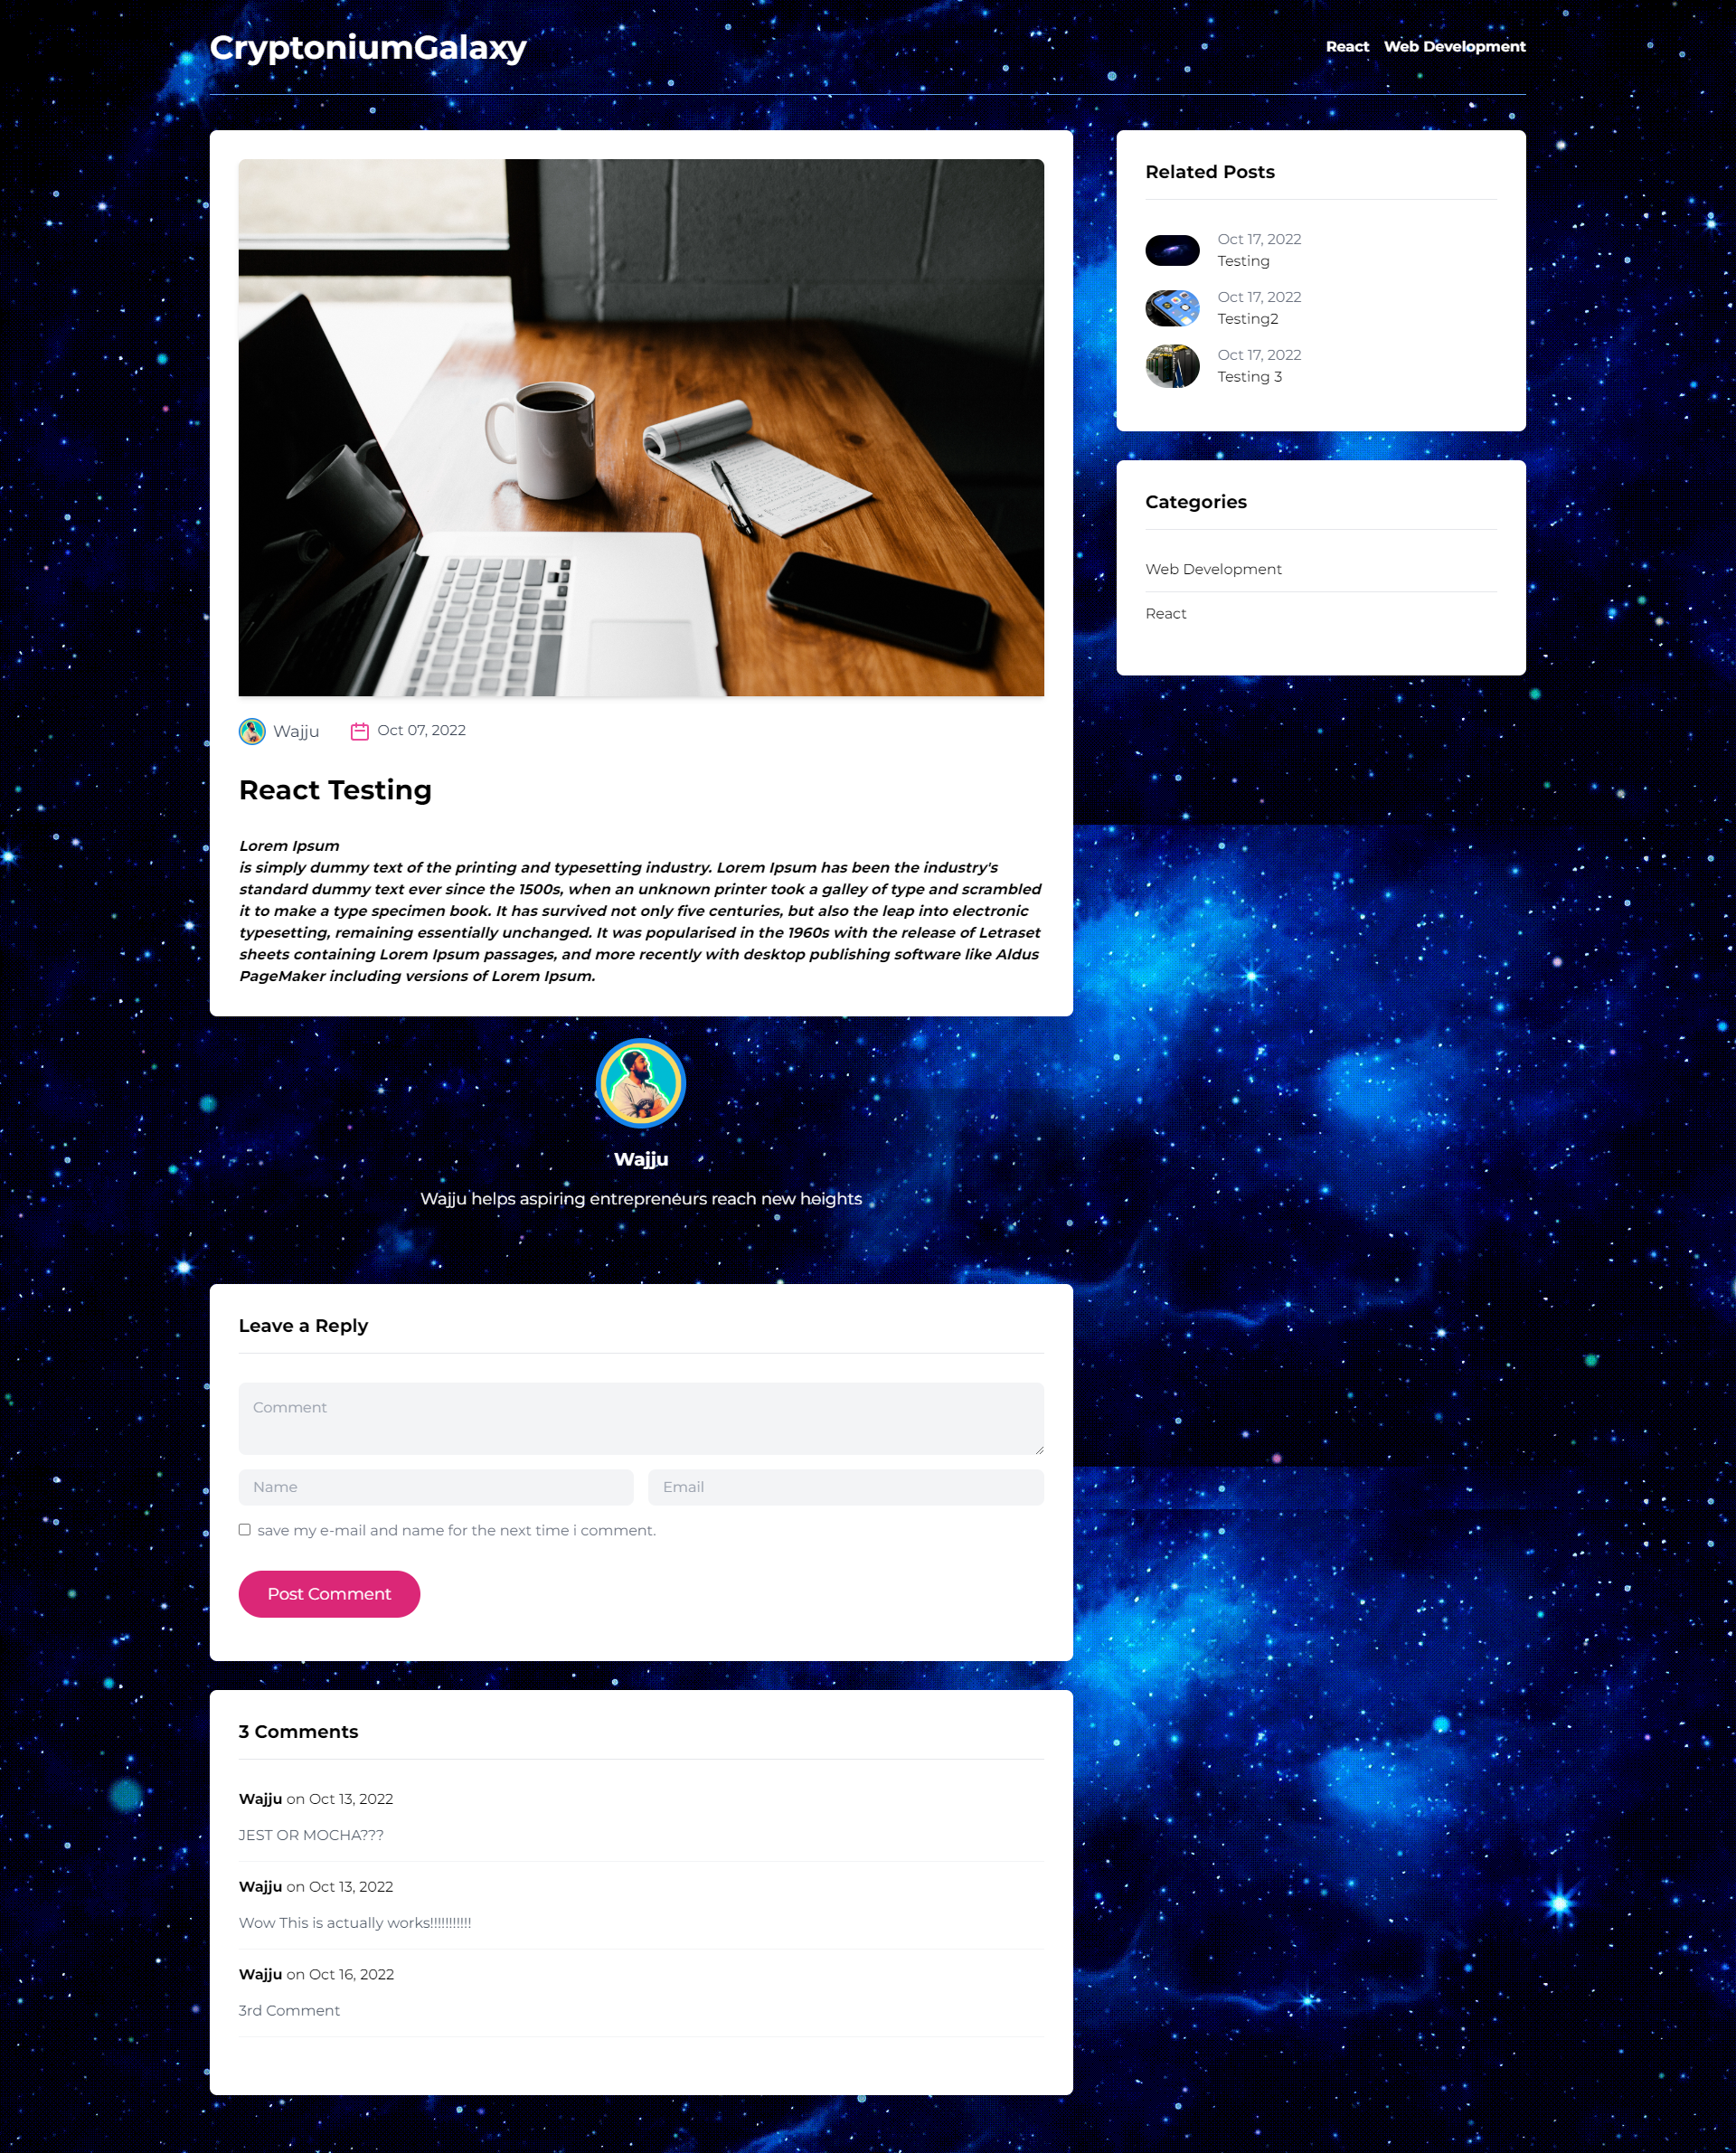 CryptoniumGalaxy
React Web Development
Wajju Oct 07, 2022
React Testing
Lorem Ipsum
is simply dummy text of the printing and typesetting industry. Lorem Ipsum has been the industry's
standard dummy text ever since the 1500s, when an unknown printer took a galley of type and scrambled
it to make a type specimen book. It has survived not only five centuries, but also the leap into electronic
typesetting, remaining essentially unchanged. It was popularised in the 1960s with the release of Letraset
sheets containing Lorem Ipsum passages, and more recently with desktop publishing software like Aldus
PageMaker including versions of Lorem Ipsum.
Wajju
Wajju helps aspiring entrepreneurs reach new heights
Leave a Reply
Comment
Name Email
save my e-mail and name for the next time i comment.
Post Comment
3 Comments
Wajju on Oct 13, 2022
JEST OR MOCHA???
Wajju on Oct 13, 2022
Wow This is actually works!!!!!!!!!!!
Wajju on Oct 16, 2022
3rd Comment
Related Posts
Oct 17, 2022
Testing
Oct 17, 2022
Testing2
Oct 17, 2022
Testing 3
Categories
Web Development
React